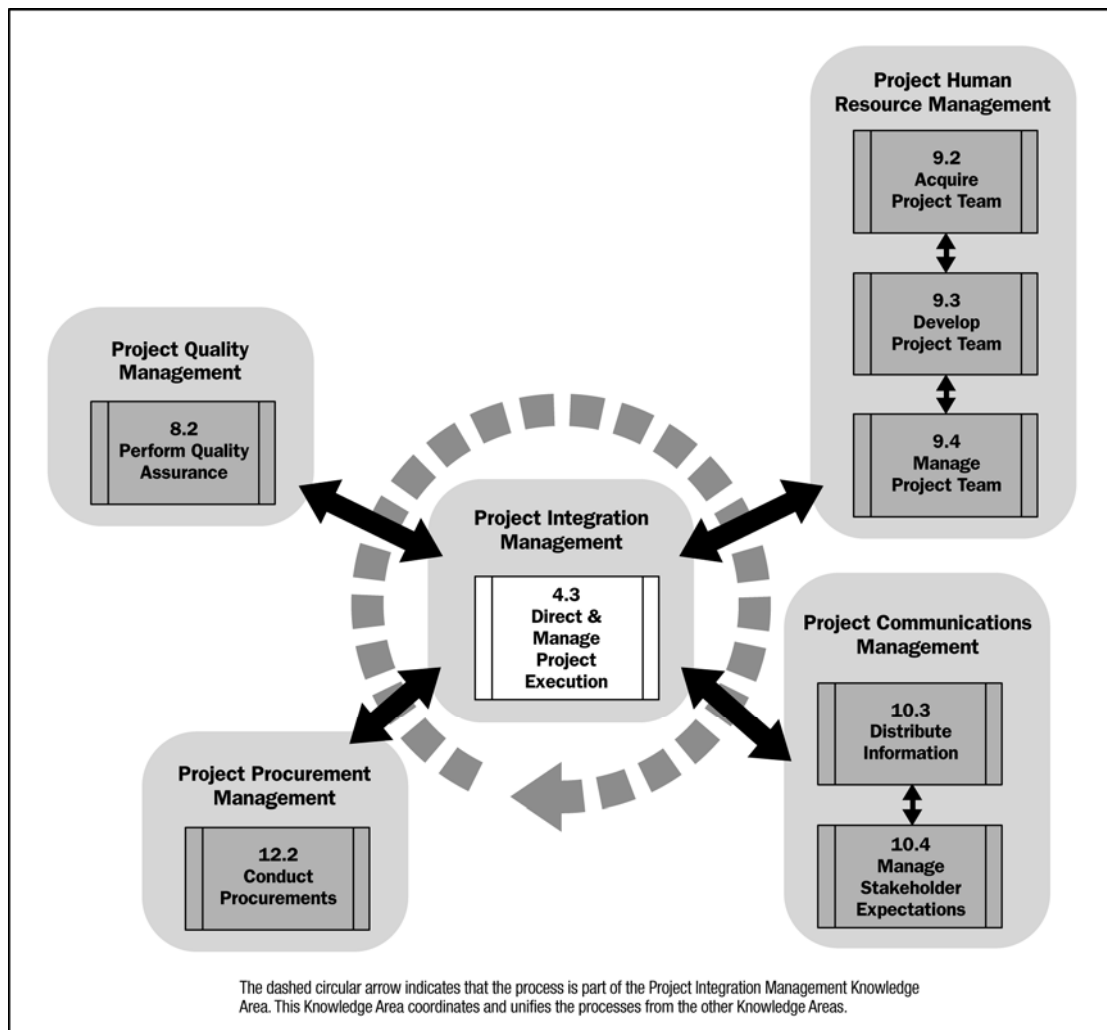 Project Human
Resource Management
9.2
Acquire
Project Team
9.3
Develop
Project Team
9.4
Manage
Project Team
Project Quality
Management
8.2
Perform Quality
Assurance
Project Integration
Management
4.3
Direct &
Manage
Project
Execution
Project Communications
Management
10.3
Distribute
Information
10.4
Manage
Stakeholder
Expectations
Project Procurement
Management
12.2
Conduct
Procurements
The dashed circular arrow indicates that the process is part of the Project Integration Management Knowledge
Area. This Knowledge Area coordinates and unifies the processes from the other Knowledge Areas.